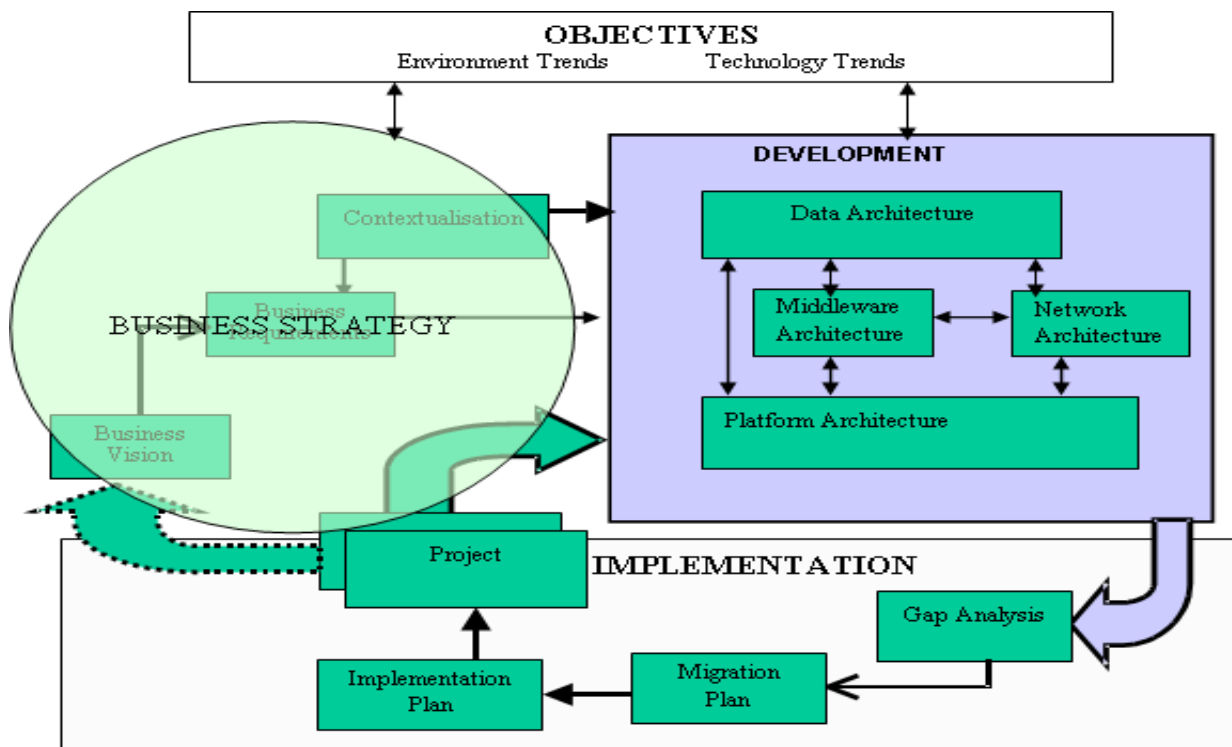 OBJECTIVES
Environment Trends Technology Trends
DEVELOPMENT
Contextualisation
Data Architecture
Business
Requirements
BUSINESS STRATEGY
Middleware
Architecture
Network
Architecture
Business
Vision
Platform Architecture
Project
IMPLEMENTATION
Gap Analysis
Implementation
Plan
Migration
Plan